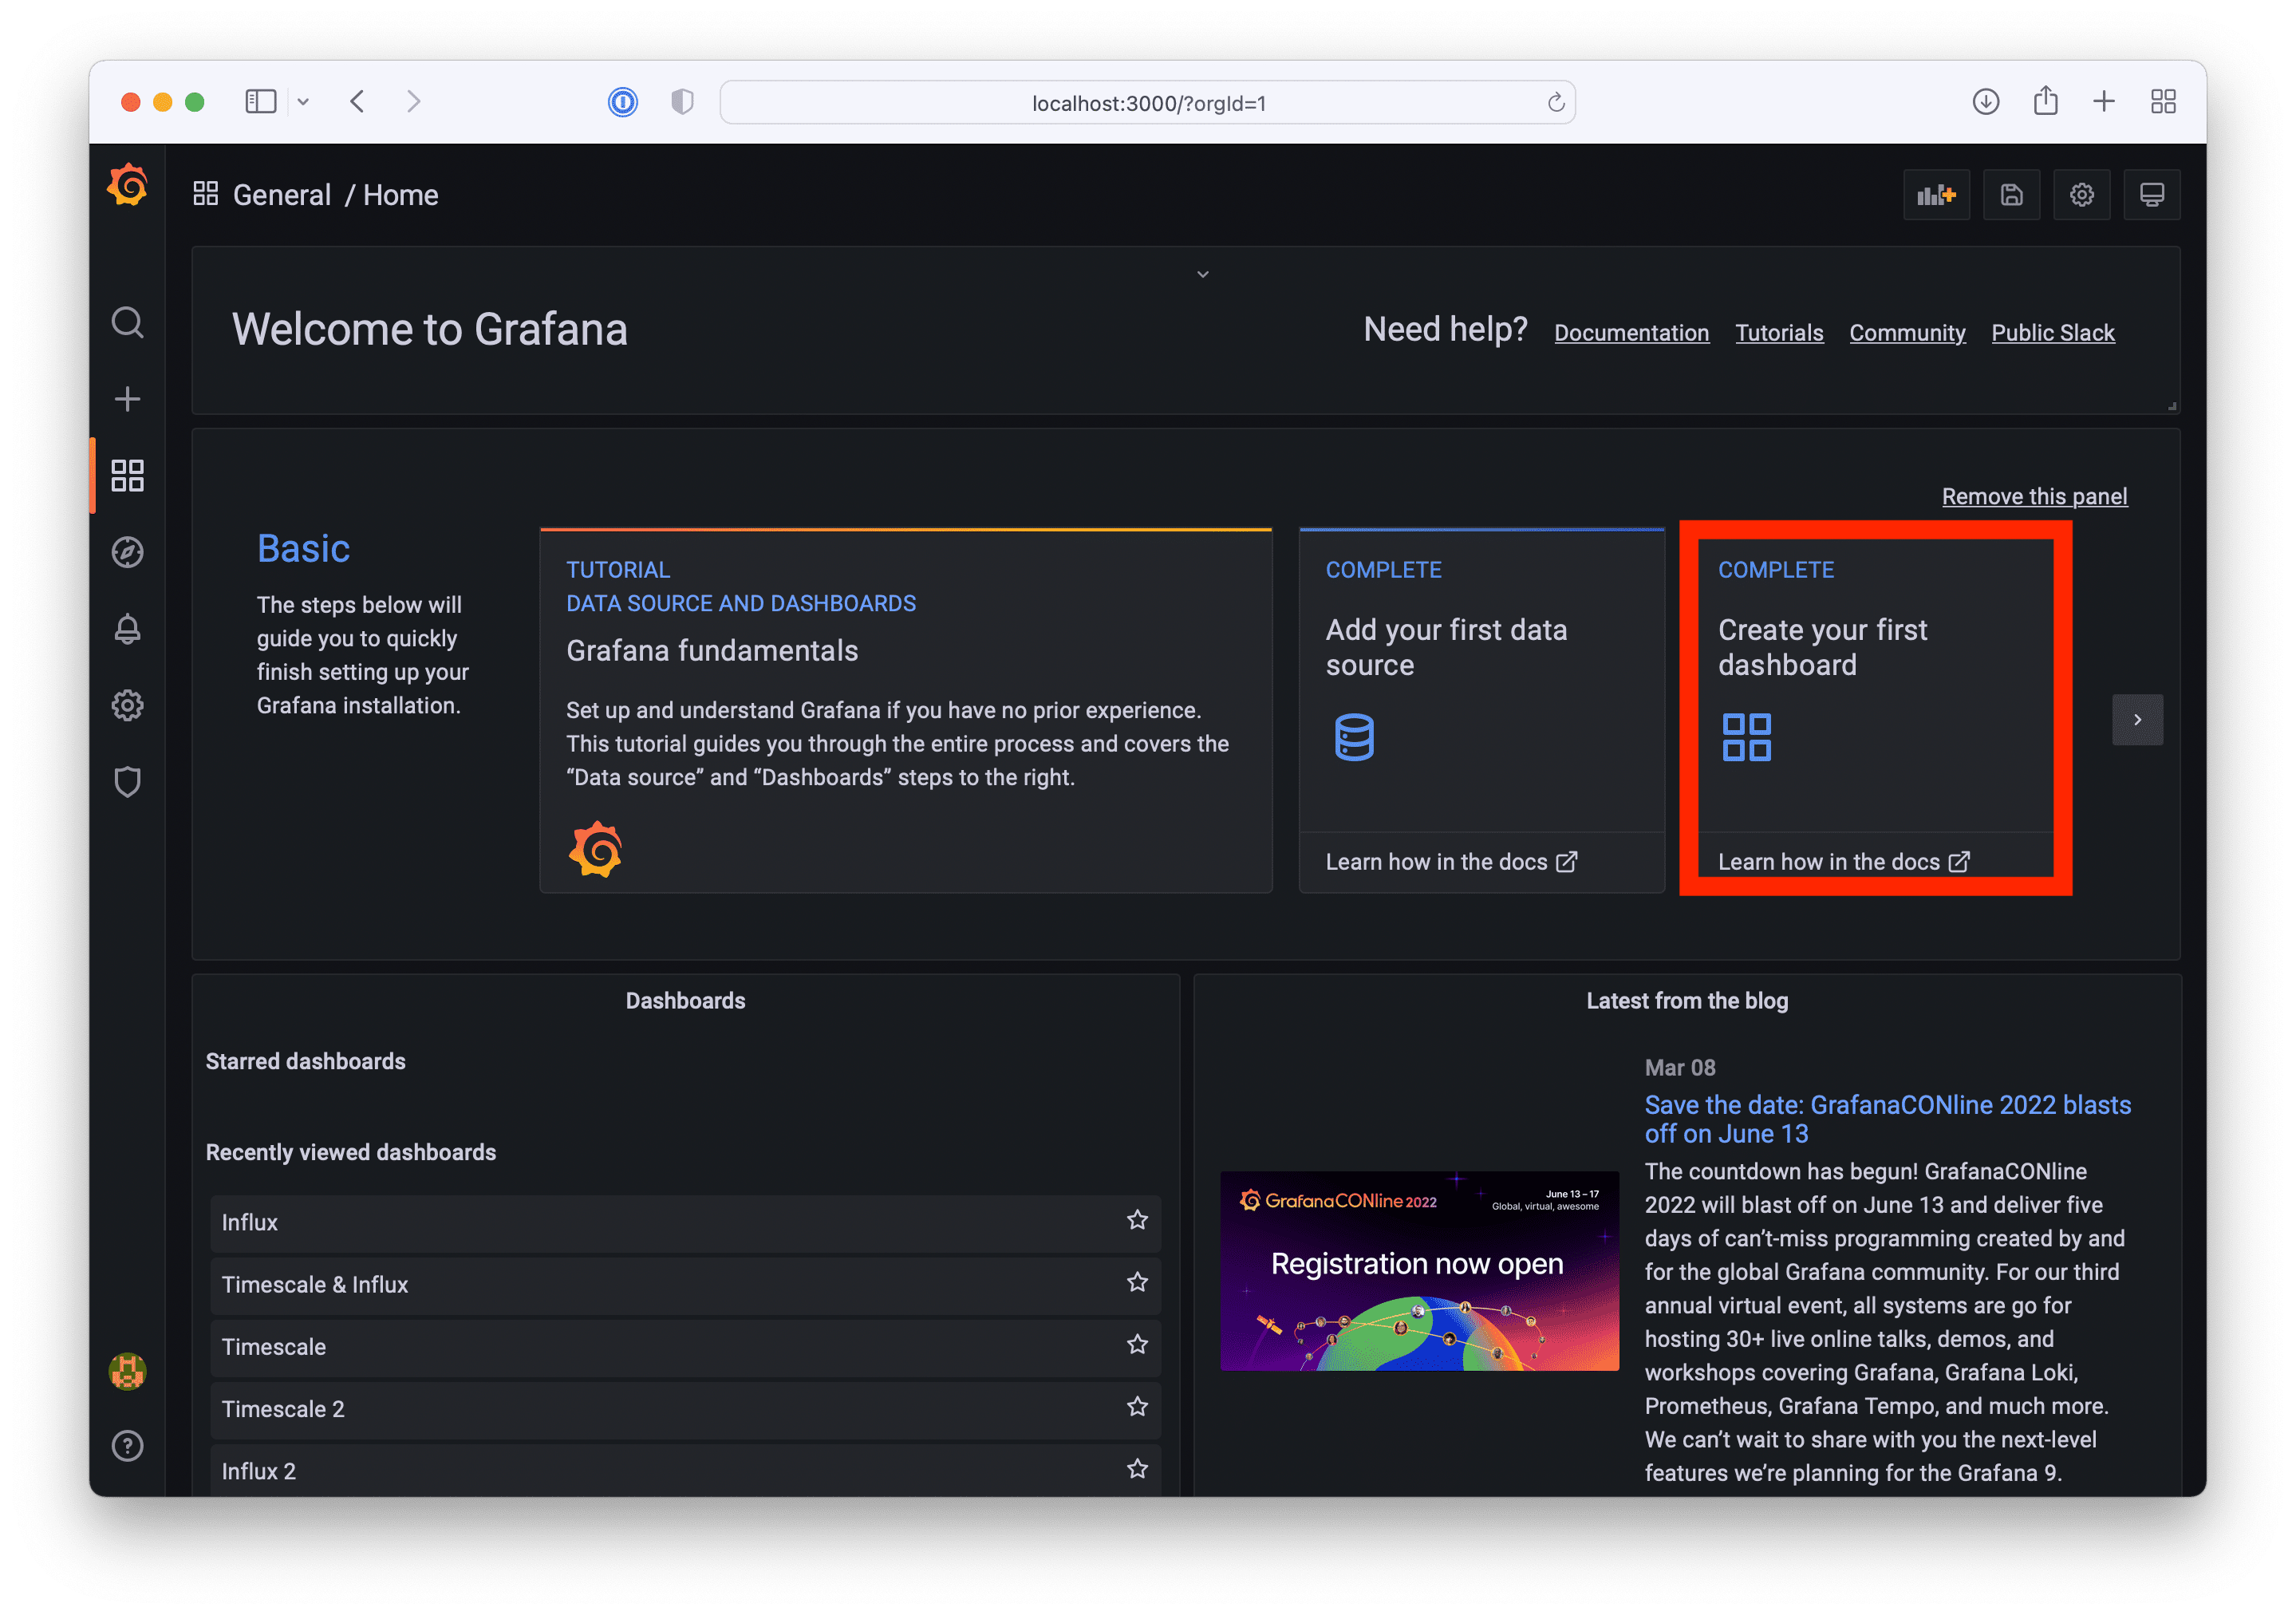 localhost:3000/?orgId=1
General / Home
Welcome to Grafana
Need help? Documentation Tutorials Community Public Slack
Remove this panel
Basic
The steps below will
guide you to quickly
finish setting up your
Grafana installation.
TUTORIAL
DATA SOURCE AND DASHBOARDS
Grafana fundamentals
Set up and understand Grafana if you have no prior experience.
This tutorial guides you through the entire process and covers the
“Data source” and “Dashboards” steps to the right.
COMPLETE
Add your first data
source
Learn how in the docs
COMPLETE
Create your first
dashboard
Learn how in the docs
Dashboards
Starred dashboards
Recently viewed dashboards
Influx
Timescale & Influx
Timescale
Timescale 2
Influx 2
Latest from the blog
GrafanaCONline 2022
June 13 – 17
Global, virtual, awesome
Registration now open
Mar 08
Save the date: GrafanaCONline 2022 blasts
off on June 13
The countdown has begun! GrafanaCONline
2022 will blast off on June 13 and deliver five
days of can’t-miss programming created by and
for the global Grafana community. For our third
annual virtual event, all systems are go for
hosting 30+ live online talks, demos, and
workshops covering Grafana, Grafana Loki,
Prometheus, Grafana Tempo, and much more.
We can’t wait to share with you the next-level
features we’re planning for the Grafana 9.